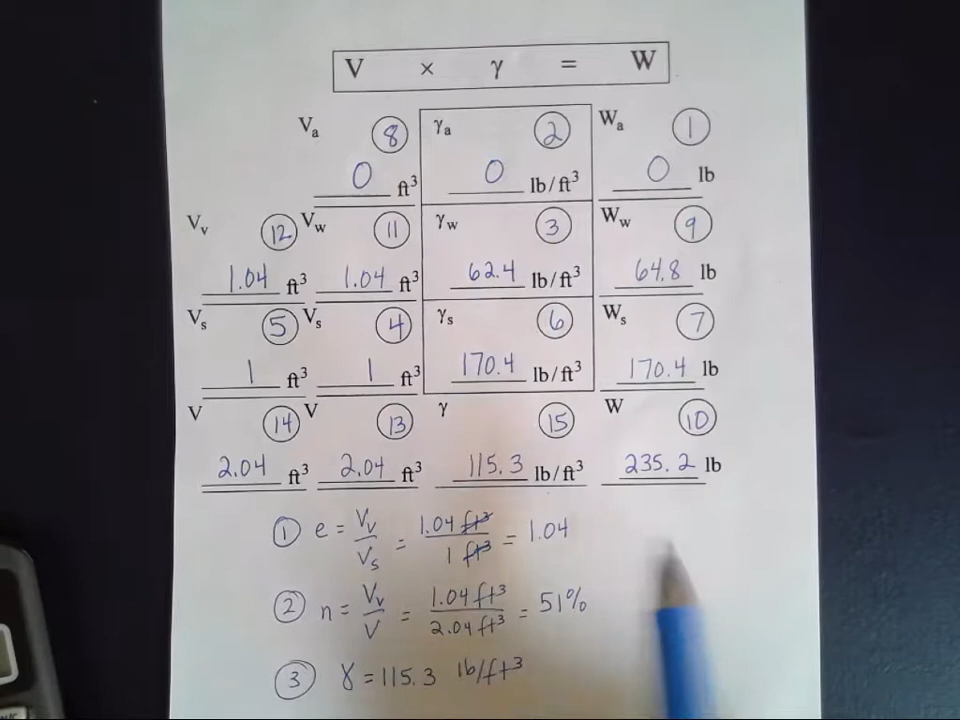 V × γ = W
Va 8 γa 2 Wa 1
0 ft³ 0 lb/ft³ 0 lb
Vv 12 Vw 11 γw 3 Ww 9
1.04 ft³ 1.04 ft³ 62.4 lb/ft³ 64.8 lb
Vs 5 Vs 4 γs 6 Ws 7
1 ft³ 1 ft³ 170.4 lb/ft³ 170.4 lb
V 14 V 13 γ 15 W 10
2.04 ft³ 2.04 ft³ 115.3 lb/ft³ 235.2 lb
1 e = Vv/Vs = 1.04 ft³/1 ft³ = 1.04
2 n = Vv/V = 1.04 ft³/2.04 ft³ = 51%
3 γ = 115.3 lb/ft³